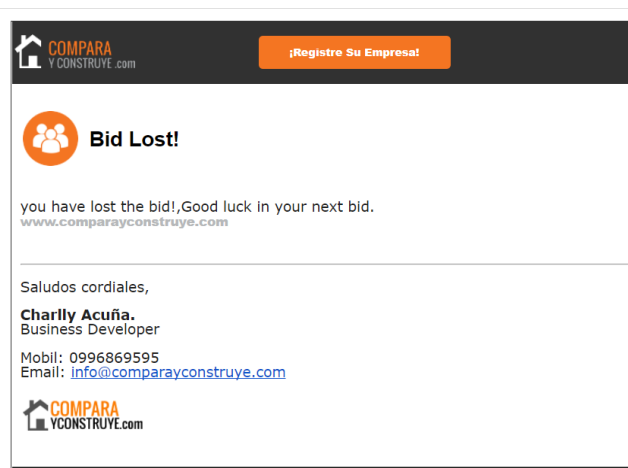 COMPARA
Y CONSTRUYE.com
¡Registre Su Empresa!
Bid Lost!
you have lost the bid!,Good luck in your next bid.
www.comparayconstruye.com
Saludos cordiales,
Charlly Acuña.
Business Developer
Mobil: 0996869595
Email: info@comparayconstruye.com
COMPARA
YCONSTRUYE.com